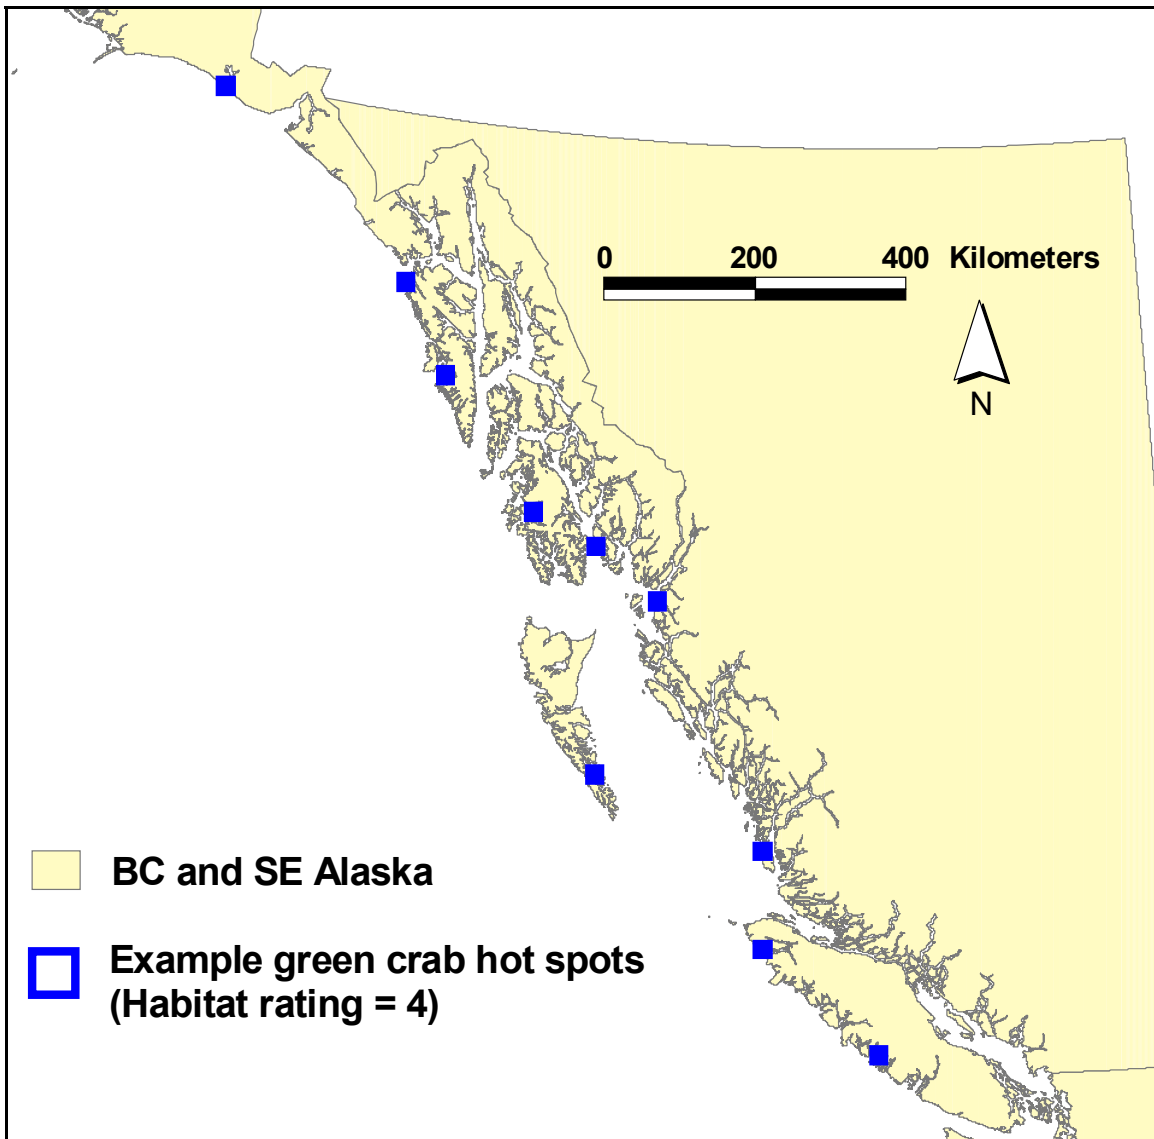 0 200 400 Kilometers
N
BC and SE Alaska
Example green crab hot spots
(Habitat rating = 4)